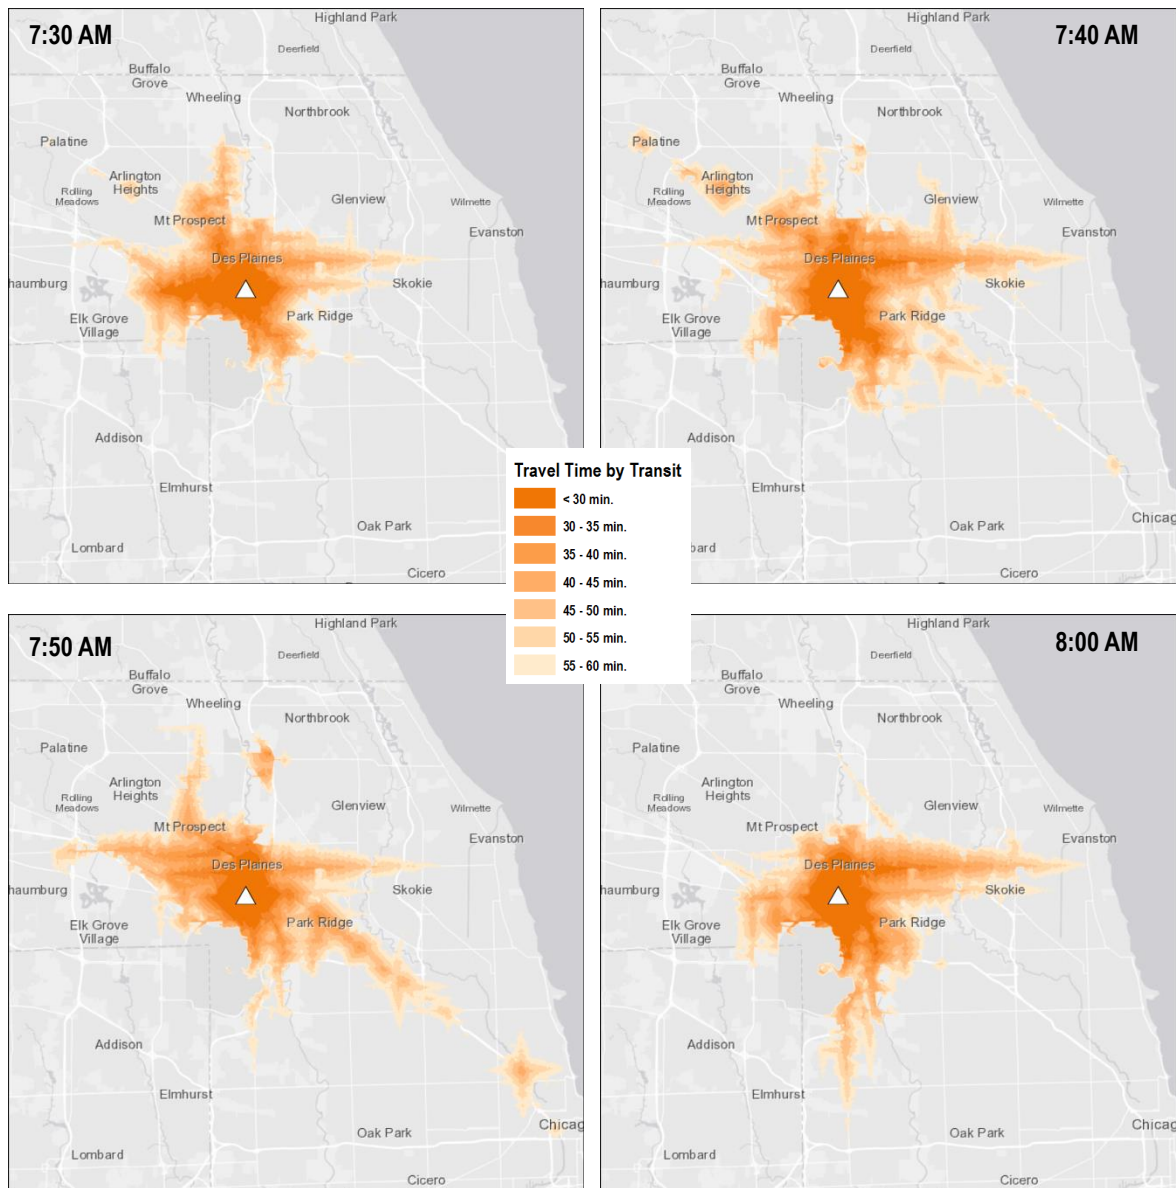 7:30 AM
Highland Park
Deerfield
Buffalo
Grove
Wheeling
Northbrook
Palatine
Arlington
Heights
Rolling
Meadows
Glenview
Wilmette
Mt Prospect
Evanston
Des Plaines
haumburg
Skokie
Elk Grove
Village
Park Ridge
Addison
Elmhurst
Oak Park
Lombard
Cicero
7:40 AM
Highland Park
Deerfield
Buffalo
Grove
Wheeling
Northbrook
Palatine
Arlington
Heights
Rolling
Meadows
Glenview
Wilmette
Mt Prospect
Evanston
Des Plaines
haumburg
Skokie
Elk Grove
Village
Park Ridge
Addison
Elmhurst
Chicag
Oak Park
Lombard
Cicero
Travel Time by Transit
< 30 min.
30 - 35 min.
35 - 40 min.
40 - 45 min.
45 - 50 min.
50 - 55 min.
55 - 60 min.
7:50 AM
Highland Park
Deerfield
Buffalo
Grove
Wheeling
Northbrook
Palatine
Arlington
Heights
Rolling
Meadows
Glenview
Wilmette
Mt Prospect
Evanston
Des Plaines
haumburg
Skokie
Elk Grove
Village
Park Ridge
Addison
Elmhurst
Chicag
Oak Park
Lombard
Cicero
8:00 AM
Highland Park
Deerfield
Buffalo
Grove
Wheeling
Northbrook
Palatine
Arlington
Heights
Rolling
Meadows
Glenview
Wilmette
Mt Prospect
Evanston
Des Plaines
haumburg
Skokie
Elk Grove
Village
Park Ridge
Addison
Elmhurst
Chicag
Oak Park
Lombard
Cicero